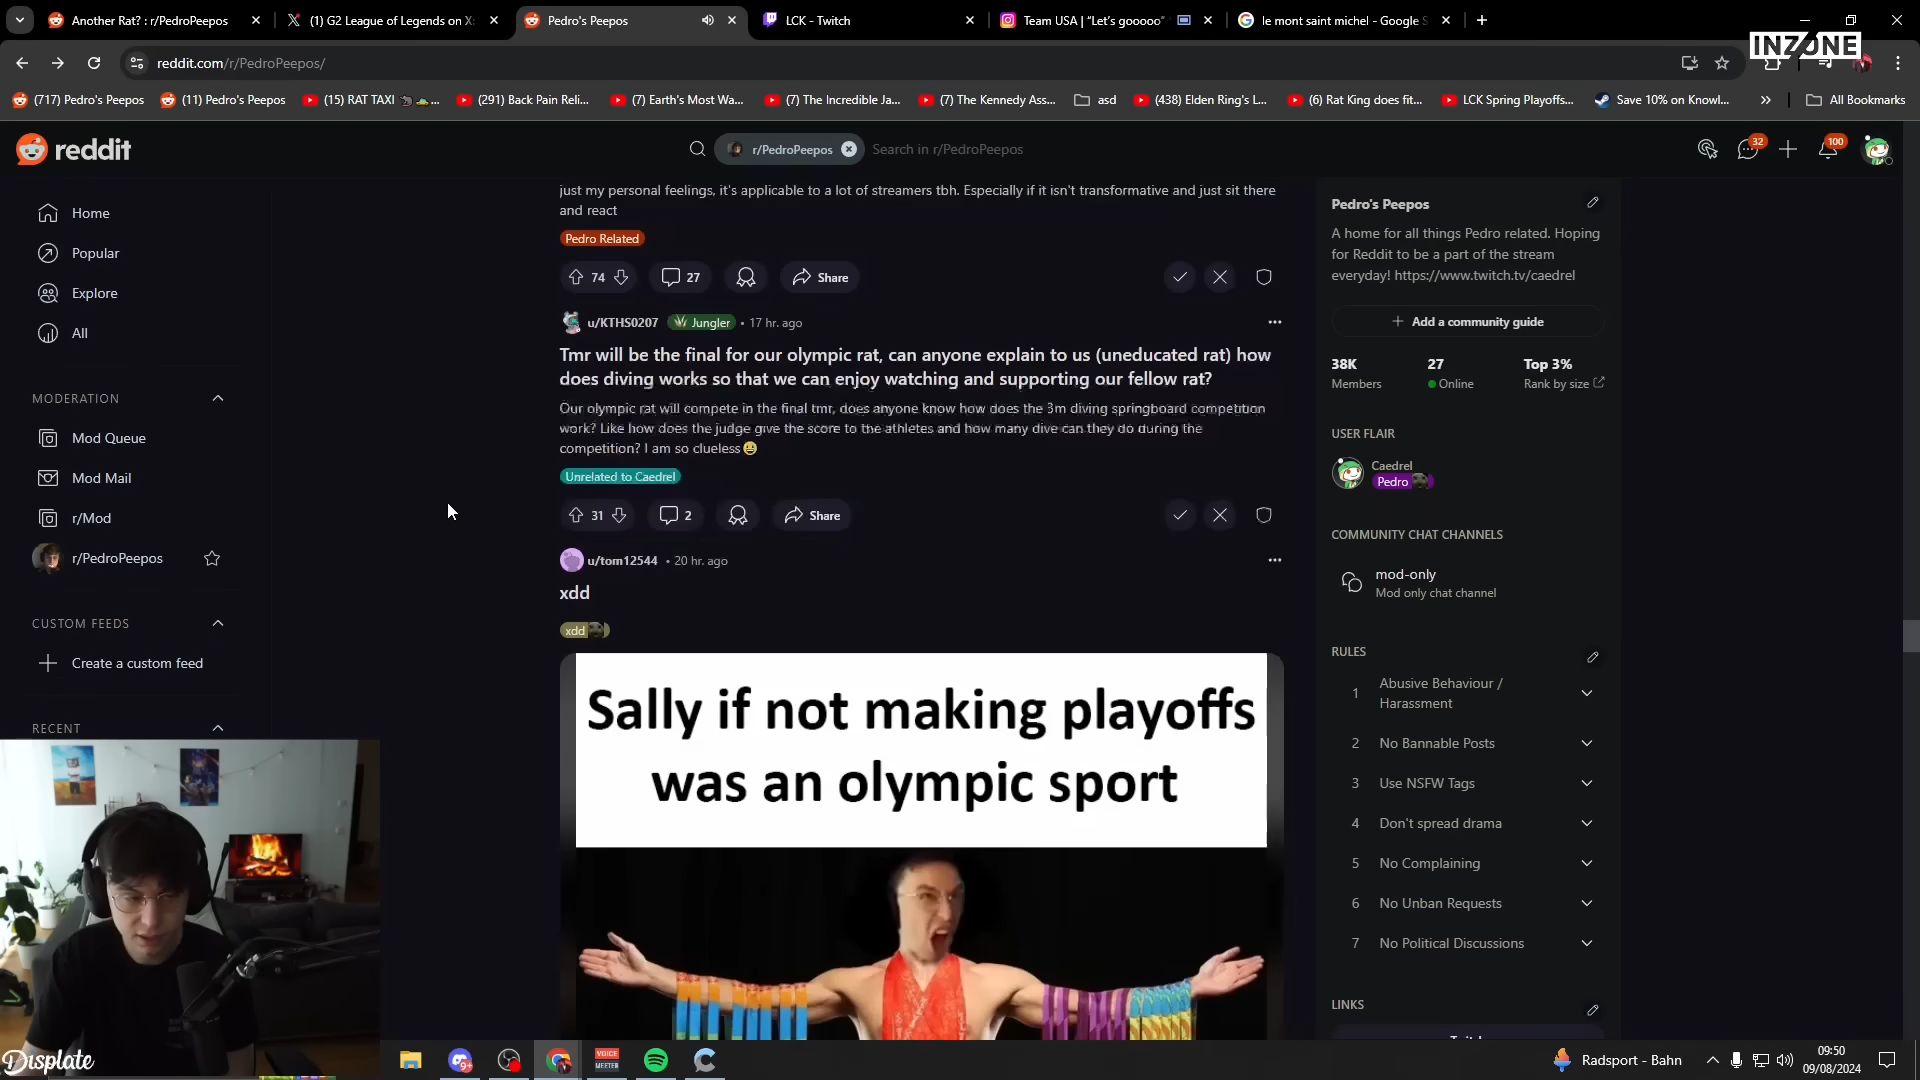 Another Rat? : r/PedroPeepos
(1) G2 League of Legends on X:
Pedro's Peepos
LCK - Twitch
Team USA | "Let's gooooo"
le mont saint michel - Google S
INZONE
reddit.com/r/PedroPeepos/
(717) Pedro's Peepos
(11) Pedro's Peepos
(15) RAT TAXI
(291) Back Pain Reli...
(7) Earth's Most Wa...
(7) The Incredible Ja...
(7) The Kennedy Ass...
asd
(438) Elden Ring's L...
(6) Rat King does fit...
LCK Spring Playoffs...
Save 10% on Knowl...
All Bookmarks
reddit
r/PedroPeepos
Search in r/PedroPeepos
32
100
Home
Popular
Explore
All
MODERATION
Mod Queue
Mod Mail
r/Mod
r/PedroPeepos
CUSTOM FEEDS
Create a custom feed
RECENT
just my personal feelings, it's applicable to a lot of streamers tbh. Especially if it isn't transformative and just sit there
and react
Pedro Related
74
27
Share
u/KTHS0207
Jungler
• 17 hr. ago
Tmr will be the final for our olympic rat, can anyone explain to us (uneducated rat) how
does diving works so that we can enjoy watching and supporting our fellow rat?
Our olympic rat will compete in the final tmr, does anyone know how does the 3m diving springboard competition
work? Like how does the judge give the score to the athletes and how many dive can they do during the
competition? I am so clueless
Unrelated to Caedrel
31
2
Share
u/tom12544
• 20 hr. ago
xdd
xdd
Sally if not making playoffs
was an olympic sport
Pedro's Peepos
A home for all things Pedro related. Hoping
for Reddit to be a part of the stream
everyday! https://www.twitch.tv/caedrel
Add a community guide
38K
27
Top 3%
Members
Online
Rank by size
USER FLAIR
Caedrel
Pedro
COMMUNITY CHAT CHANNELS
mod-only
Mod only chat channel
RULES
1
Abusive Behaviour /
Harassment
2
No Bannable Posts
3
Use NSFW Tags
4
Don't spread drama
5
No Complaining
6
No Unban Requests
7
No Political Discussions
LINKS
Displate
9+
VOICE
MEETER
Radsport - Bahn
09:50
09/08/2024